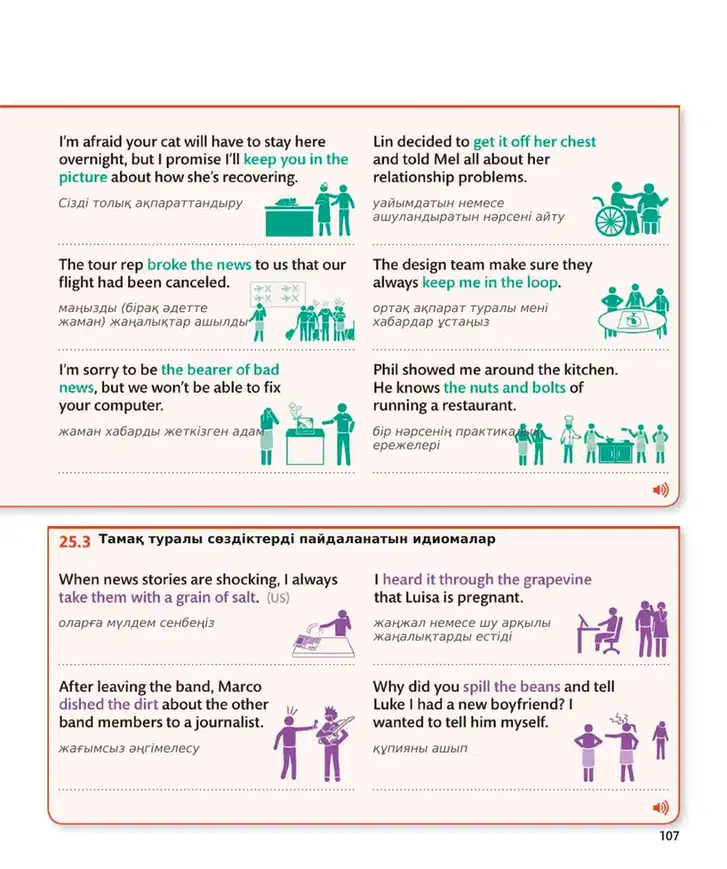 I'm afraid your cat will have to stay here
overnight, but I promise I'll keep you in the
picture about how she's recovering.
Сізді толық ақпараттандыру
Lin decided to get it off her chest
and told Mel all about her
relationship problems.
уайымдатын немесе
ашуландыратын нәрсені айту
The tour rep broke the news to us that our
flight had been canceled.
маңызды (бірақ әдетте
жаман) жаңалықтар ашылды
The design team make sure they
always keep me in the loop.
ортақ ақпарат туралы мені
хабардар ұстаңыз
I'm sorry to be the bearer of bad
news, but we won't be able to fix
your computer.
жаман хабарды жеткізген адам
Phil showed me around the kitchen.
He knows the nuts and bolts of
running a restaurant.
бір нәрсенің практикалық
ережелері
25.3 Тамақ туралы сөздіктерді пайдаланатын идиомалар
When news stories are shocking, I always
take them with a grain of salt. (US)
оларға мүлдем сенбеңіз
I heard it through the grapevine
that Luisa is pregnant.
жанжал немесе шу арқылы
жаңалықтарды естіді
After leaving the band, Marco
dished the dirt about the other
band members to a journalist.
жағымсыз әңгімелесу
Why did you spill the beans and tell
Luke I had a new boyfriend? I
wanted to tell him myself.
құпияны ашып
107